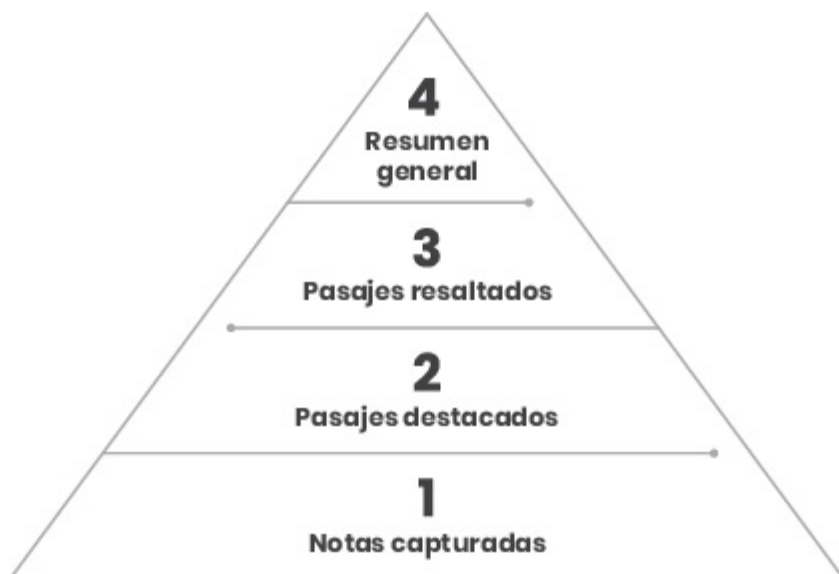 4
Resumen
general
3
Pasajes resaltados
2
Pasajes destacados
1
Notas capturadas